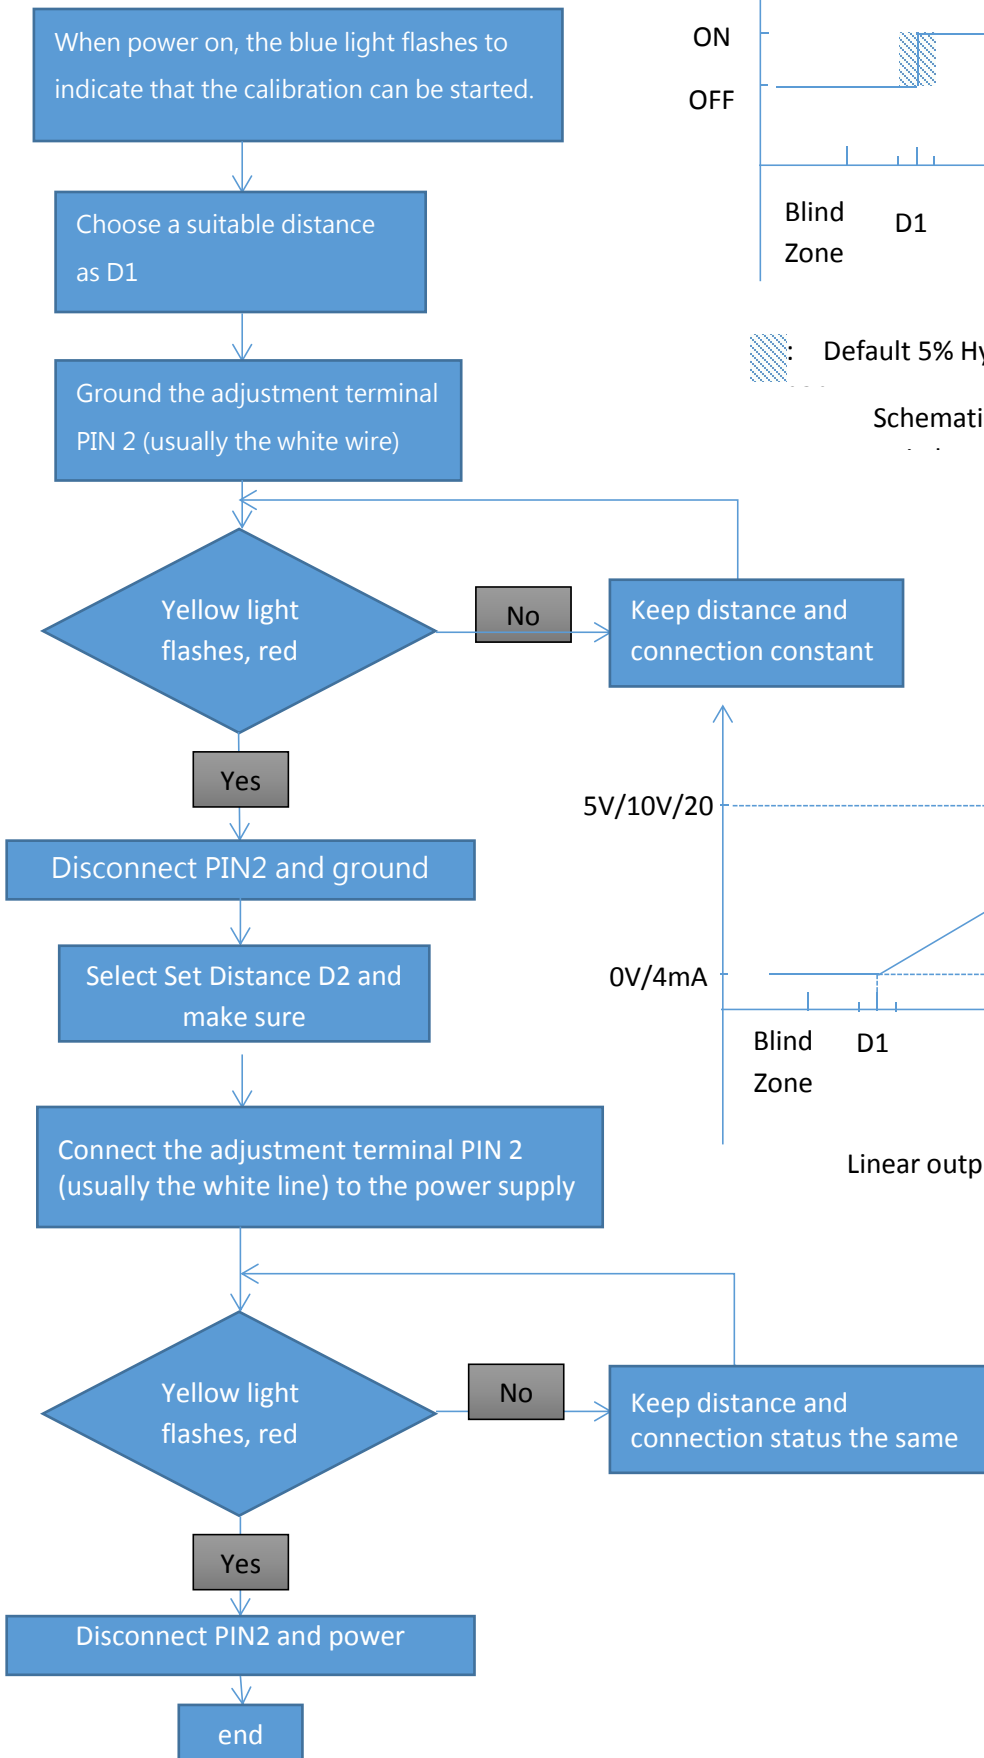 When power on, the blue light flashes to
indicate that the calibration can be started.
Choose a suitable distance
as D1
Ground the adjustment terminal
PIN 2 (usually the white wire)
Yellow light
flashes, red
No
Keep distance and
connection constant
Yes
Disconnect PIN2 and ground
Select Set Distance D2 and
make sure
Connect the adjustment terminal PIN 2
(usually the white line) to the power supply
Yellow light
flashes, red
No
Keep distance and
connection status the same
Yes
Disconnect PIN2 and power
end
ON
OFF
Blind
Zone
D1
: Default 5% Hy
Schemati
5V/10V/20
0V/4mA
Blind
Zone
D1
Linear outp